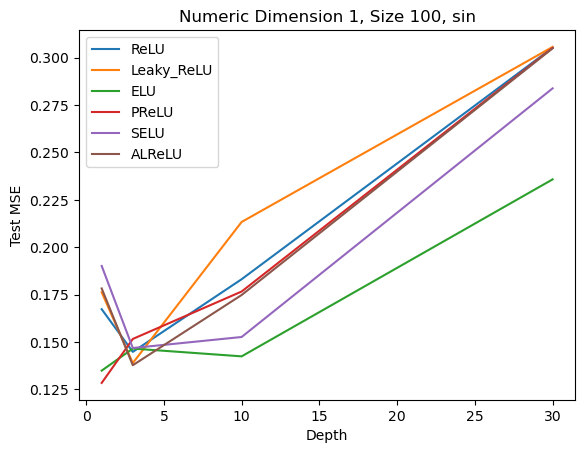 Numeric Dimension 1, Size 100, sin
ReLU
Leaky_ReLU
ELU
PReLU
SELU
ALReLU
0.300
0.275
0.250
0.225
0.200
0.175
0.150
0.125
Test MSE
0
5
10
15
20
25
30
Depth